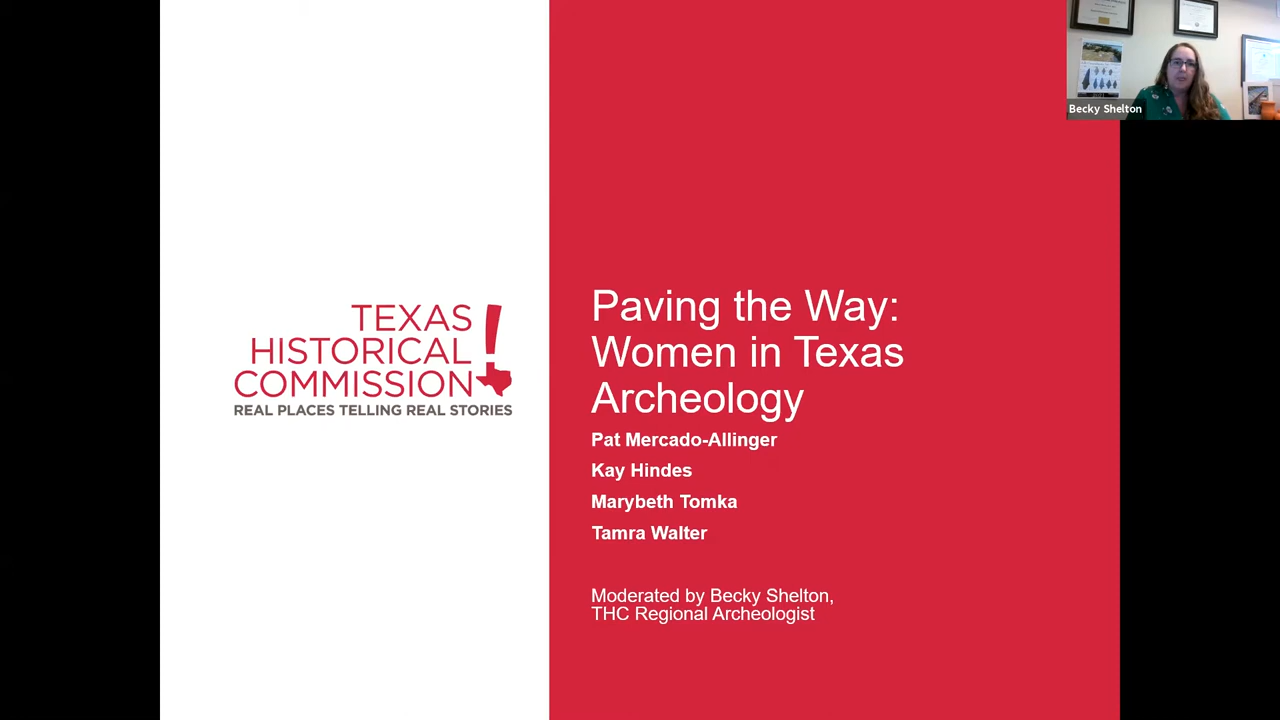 Becky Shelton
TEXAS
HISTORICAL
COMMISSION
REAL PLACES TELLING REAL STORIES
Paving the Way:
Women in Texas
Archeology
Pat Mercado-Allinger
Kay Hindes
Marybeth Tomka
Tamra Walter
Moderated by Becky Shelton,
THC Regional Archeologist